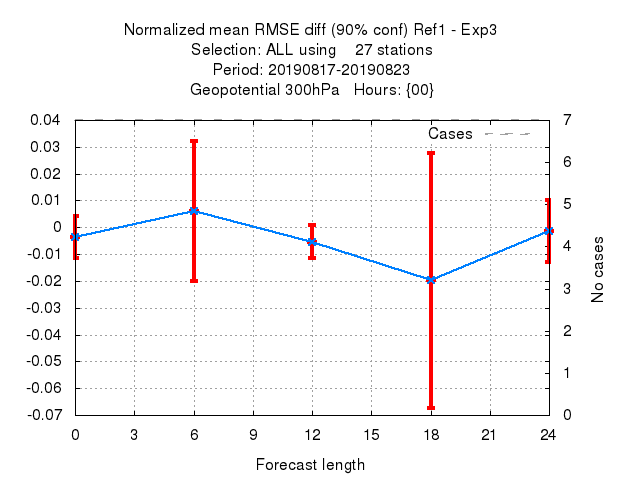 Normalized mean RMSE diff (90% conf) Ref1 - Exp3
Selection: ALL using    27 stations
Period: 20190817-20190823
Geopotential 300hPa   Hours: {00}
Cases
0.04
0.03
0.02
0.01
0
-0.01
-0.02
-0.03
-0.04
-0.05
-0.06
-0.07
7
6
5
4
3
2
1
0
No cases
0 3 6 9 12 15 18 21 24
Forecast length